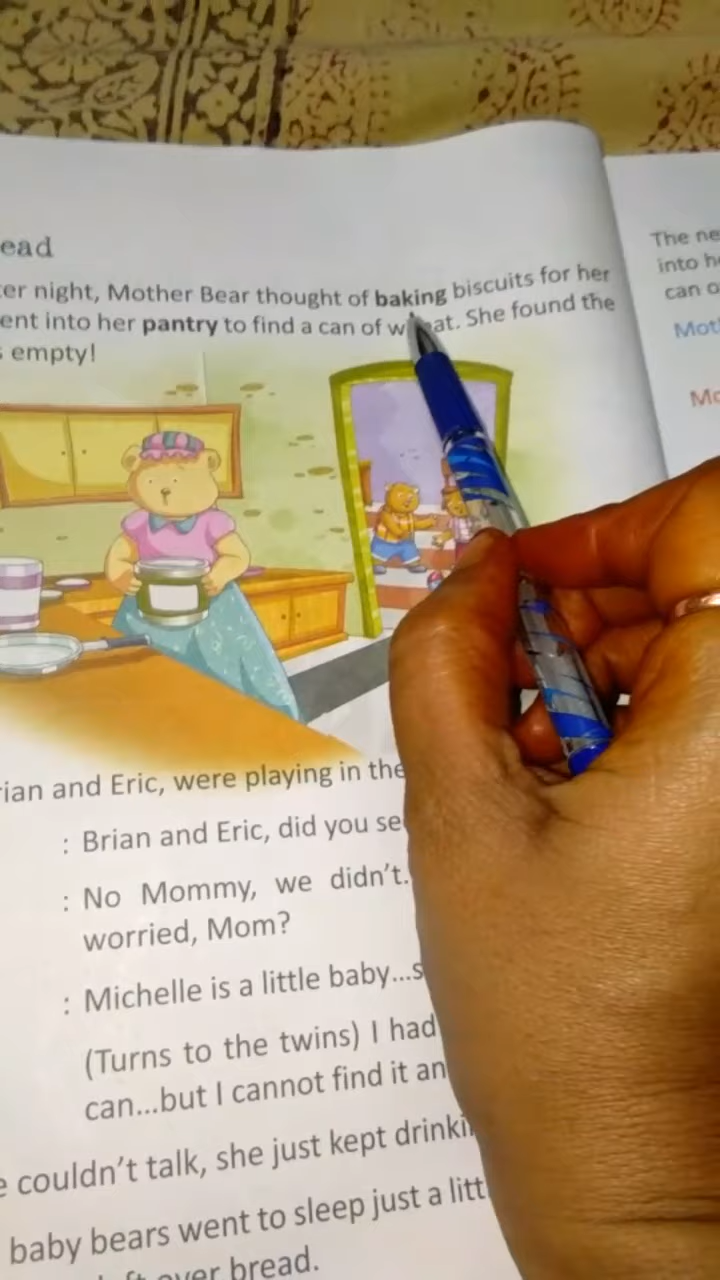 ead
er night, Mother Bear thought of baking biscuits for her
ent into her pantry to find a can of wheat. She found the
s empty!
rian and Eric, were playing in the
: Brian and Eric, did you se
: No Mommy, we didn't.
worried, Mom?
: Michelle is a little baby...s
(Turns to the twins) I had
can...but I cannot find it an
e couldn't talk, she just kept drinki
baby bears went to sleep just a litt
over bread.
The ne
into h
can o
Mot
Mo